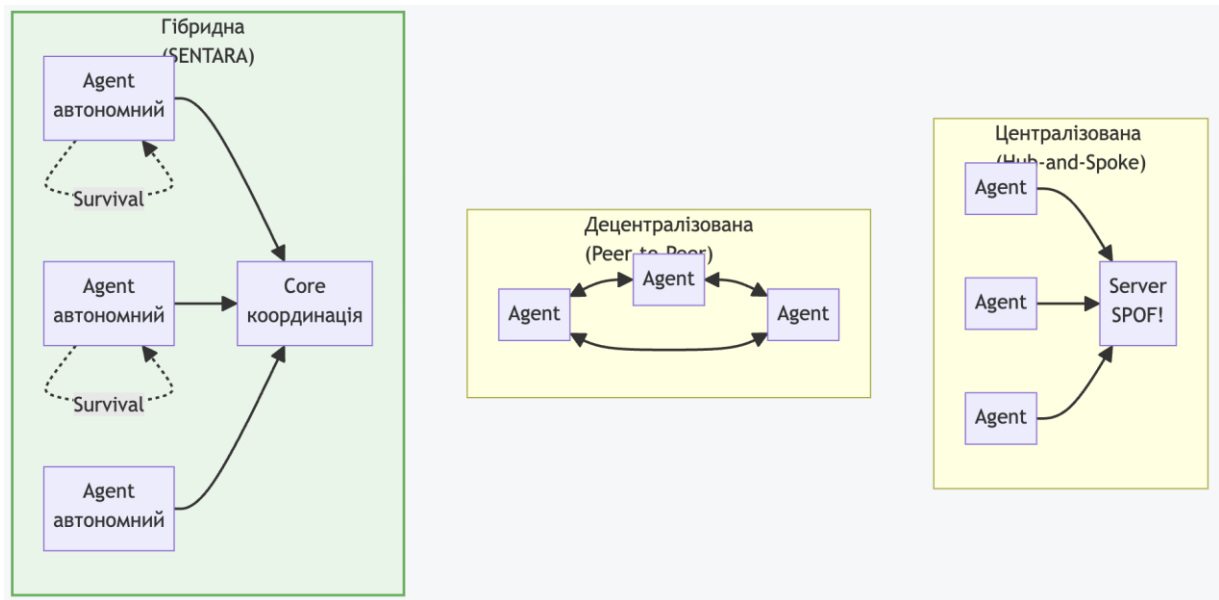 Гібридна
(SENTARA)
Agent
автономний
Survival
Agent
автономний
Survival
Agent
автономний
Core
координація
Децентралізована
(Peer-to-Peer)
Agent
Agent
Agent
Централізована
(Hub-and-Spoke)
Agent
Agent
Agent
Server
SPOF!